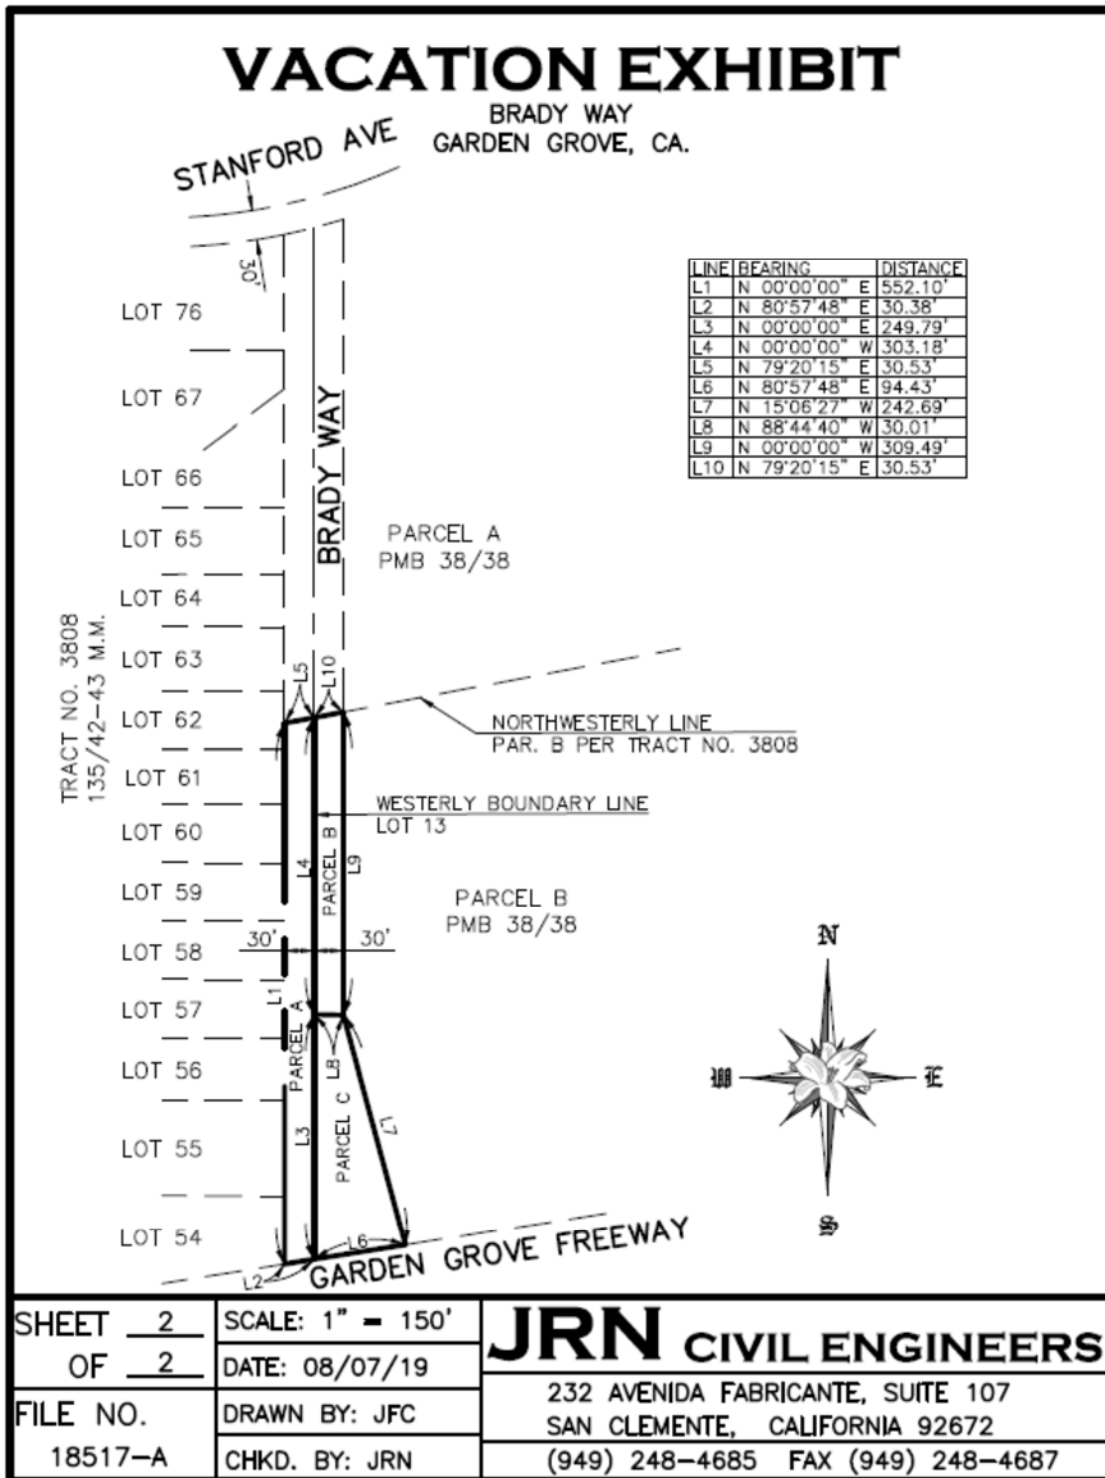 VACATION EXHIBIT
BRADY WAY
GARDEN GROVE, CA.
STANFORD AVE
30'
LINE BEARING DISTANCE
L1 N 00°00'00" E 552.10'
L2 N 80°57'48" E 30.38'
L3 N 00°00'00" E 249.79'
L4 N 00°00'00" W 303.18'
L5 N 79°20'15" E 30.53'
L6 N 80°57'48" E 94.43'
L7 N 15°06'27" W 242.69'
L8 N 88°44'40" W 30.01'
L9 N 00°00'00" W 309.49'
L10 N 79°20'15" E 30.53'
LOT 76
LOT 67
LOT 66
LOT 65
LOT 64
LOT 63
LOT 62
LOT 61
LOT 60
LOT 59
LOT 58
LOT 57
LOT 56
LOT 55
LOT 54
TRACT NO. 3808
135/42-43 M.M.
BRADY WAY
PARCEL A
PMB 38/38
L5
L10
NORTHWESTERLY LINE
PAR. B PER TRACT NO. 3808
WESTERLY BOUNDARY LINE
LOT 13
L4
PARCEL B
L9
PARCEL B
PMB 38/38
30'
30'
L1
PARCEL A
L8
L3
PARCEL C
L7
L6
L2
GARDEN GROVE FREEWAY
N
W
E
S
SHEET 2
OF 2
FILE NO.
18517-A
SCALE: 1" = 150'
DATE: 08/07/19
DRAWN BY: JFC
CHKD. BY: JRN
JRN CIVIL ENGINEERS
232 AVENIDA FABRICANTE, SUITE 107
SAN CLEMENTE, CALIFORNIA 92672
(949) 248-4685 FAX (949) 248-4687